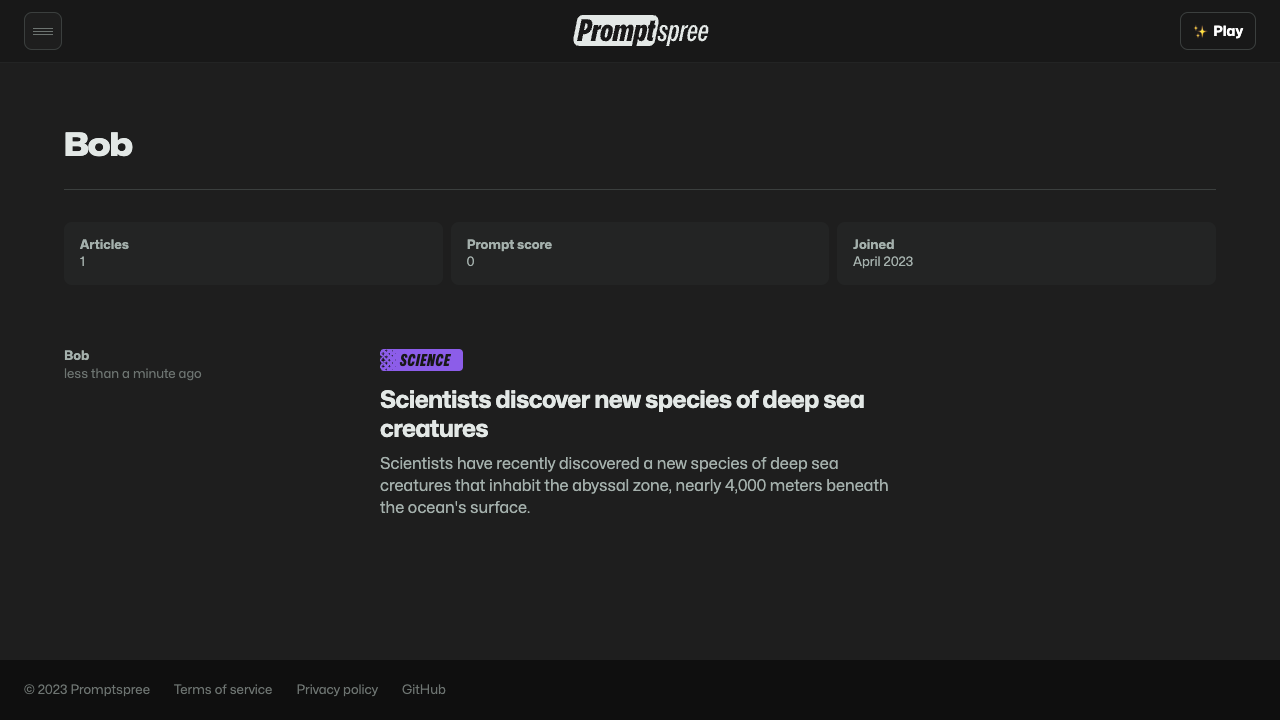 Promptspree
✨ Play
Bob
Articles
1
Prompt score
0
Joined
April 2023
Bob
less than a minute ago
SCIENCE
Scientists discover new species of deep sea
creatures
Scientists have recently discovered a new species of deep sea
creatures that inhabit the abyssal zone, nearly 4,000 meters beneath
the ocean's surface.
© 2023 Promptspree
Terms of service
Privacy policy
GitHub